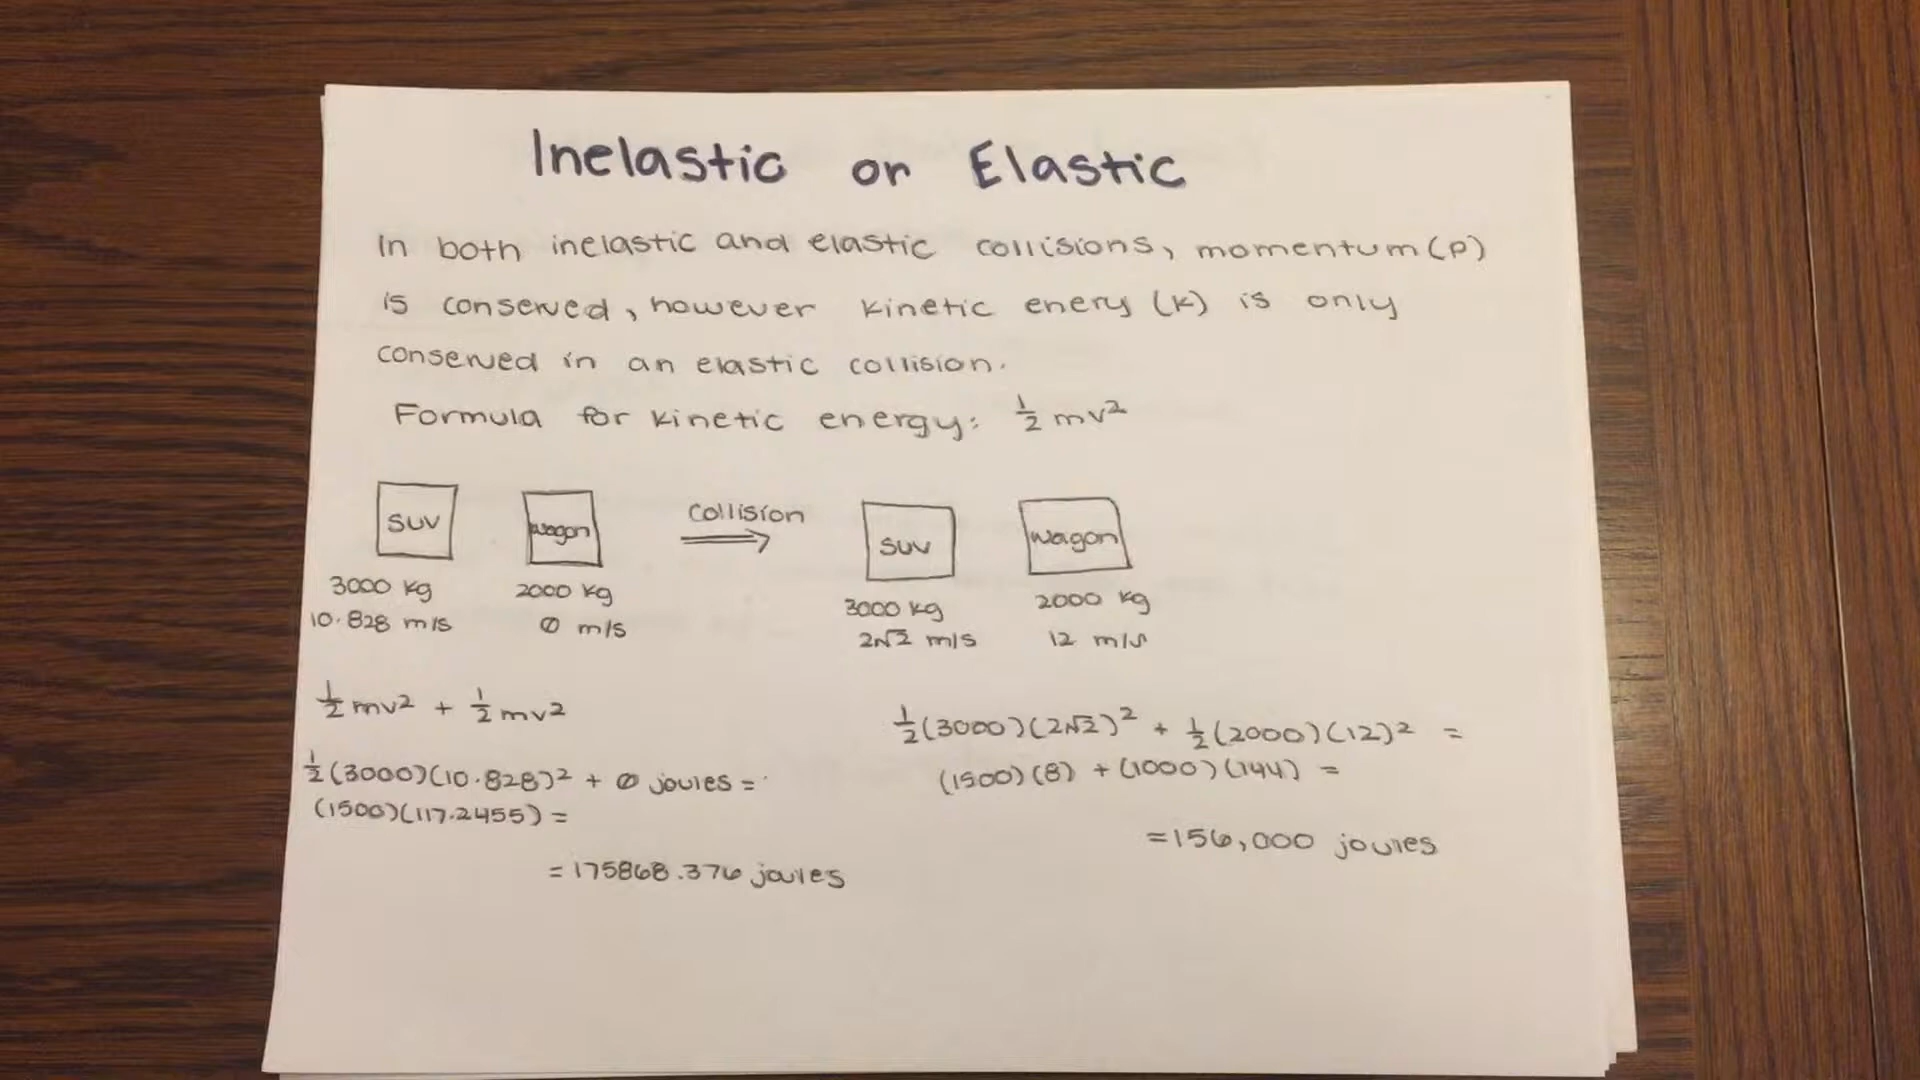 Inelastic or Elastic
In both inelastic and elastic collisions, momentum (p)
is conserved, however kinetic enery (K) is only
conserved in an elastic collision.
Formula for kinetic energy: ½ mv²
SUV wagon collision SUV wagon
3000 kg 2000 kg 3000 kg 2000 kg
10.828 m/s 0 m/s 2√2 m/s 12 m/s
½ mv² + ½ mv²
½ (3000)(10.828)² + 0 joules =
(1500)(117.2455) =
= 175868.376 joules
½ (3000)(2√2)² + ½ (2000)(12)² =
(1500)(8) + (1000)(144) =
= 156,000 joules